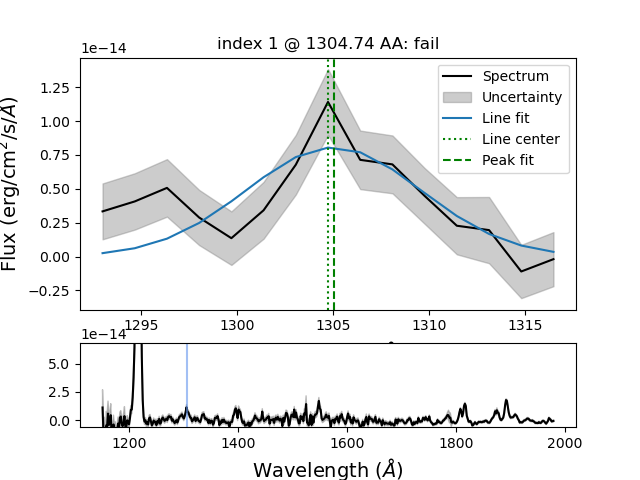 index 1 @ 1304.74 AA: fail
1e−14
Flux (erg/cm²/s/Å)
1.25
1.00
0.75
0.50
0.25
0.00
−0.25
Spectrum
Uncertainty
Line fit
Line center
Peak fit
1295
1300
1305
1310
1315
1e−14
5.0
2.5
0.0
1200
1400
1600
1800
2000
Wavelength (Å)